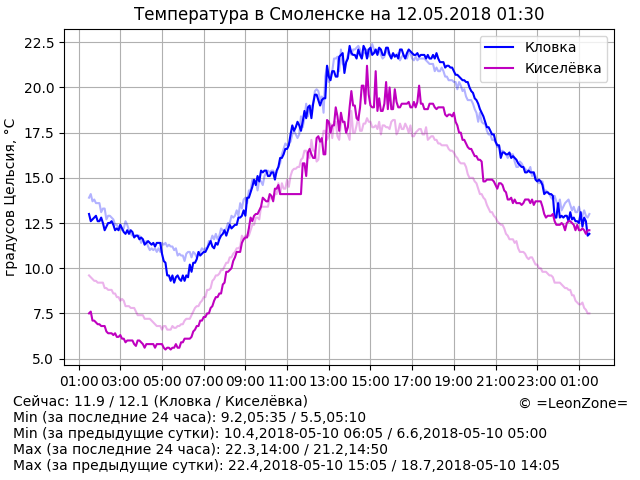 Температура в Смоленске на 12.05.2018 01:30
градусов Цельсия, °C
22.5
20.0
17.5
15.0
12.5
10.0
7.5
5.0
Кловка
Киселёвка
01:00 03:00 05:00 07:00 09:00 11:00 13:00 15:00 17:00 19:00 21:00 23:00 01:00
Сейчас: 11.9 / 12.1 (Кловка / Киселёвка)
© =LeonZone=
Min (за последние 24 часа): 9.2,05:35 / 5.5,05:10
Min (за предыдущие сутки): 10.4,2018-05-10 06:05 / 6.6,2018-05-10 05:00
Max (за последние 24 часа): 22.3,14:00 / 21.2,14:50
Max (за предыдущие сутки): 22.4,2018-05-10 15:05 / 18.7,2018-05-10 14:05